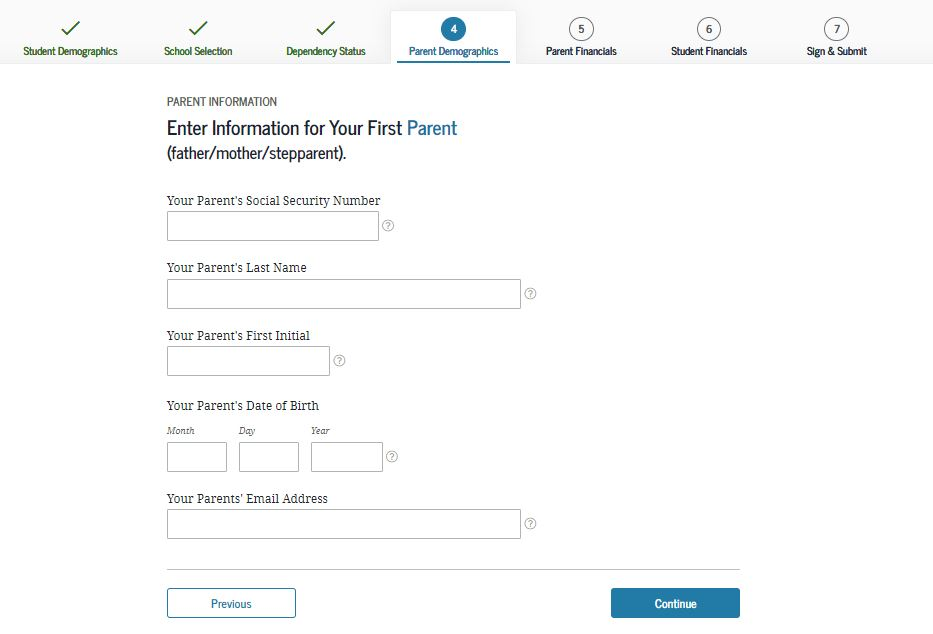 4 5 6 7
Student Demographics School Selection Dependency Status Parent Demographics Parent Financials Student Financials Sign & Submit
PARENT INFORMATION
Enter Information for Your First Parent
(father/mother/stepparent).
Your Parent's Social Security Number
?
Your Parent's Last Name
?
Your Parent's First Initial
?
Your Parent's Date of Birth
Month Day Year
?
Your Parents' Email Address
?
Previous Continue